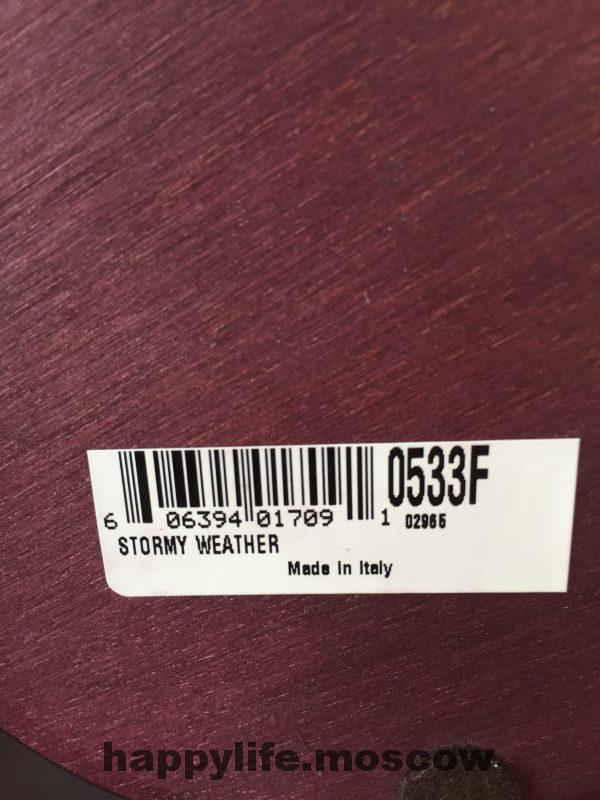 0533F
6 06394 01709 1 02965
STORMY WEATHER
Made in Italy
happylife.moscow